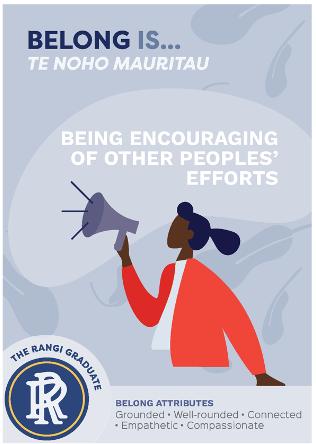 BELONG IS...
TE NOHO MAURITAU
BEING ENCOURAGING
OF OTHER PEOPLES'
EFFORTS
THE RANGI GRADUATE
R
BELONG ATTRIBUTES
Grounded • Well-rounded • Connected
• Empathetic • Compassionate